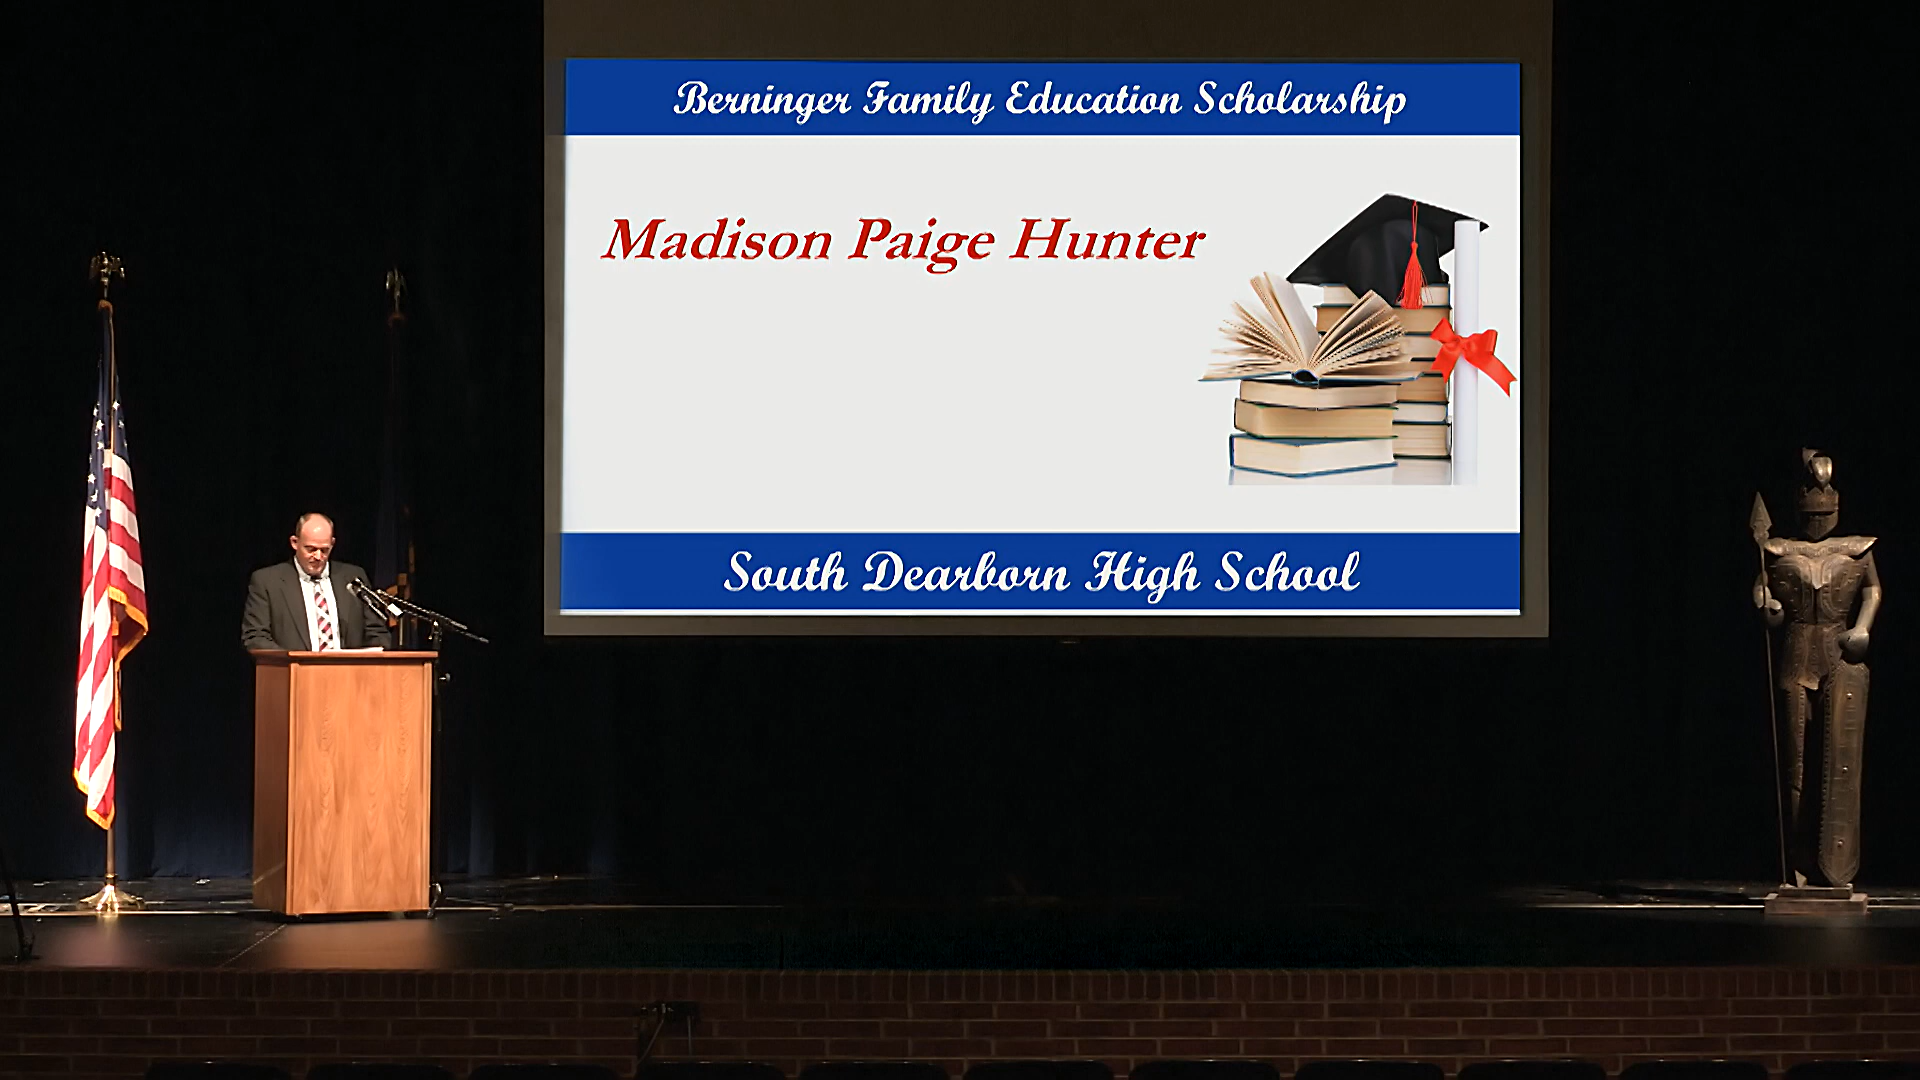 Berninger Family Education Scholarship
Madison Paige Hunter
South Dearborn High School